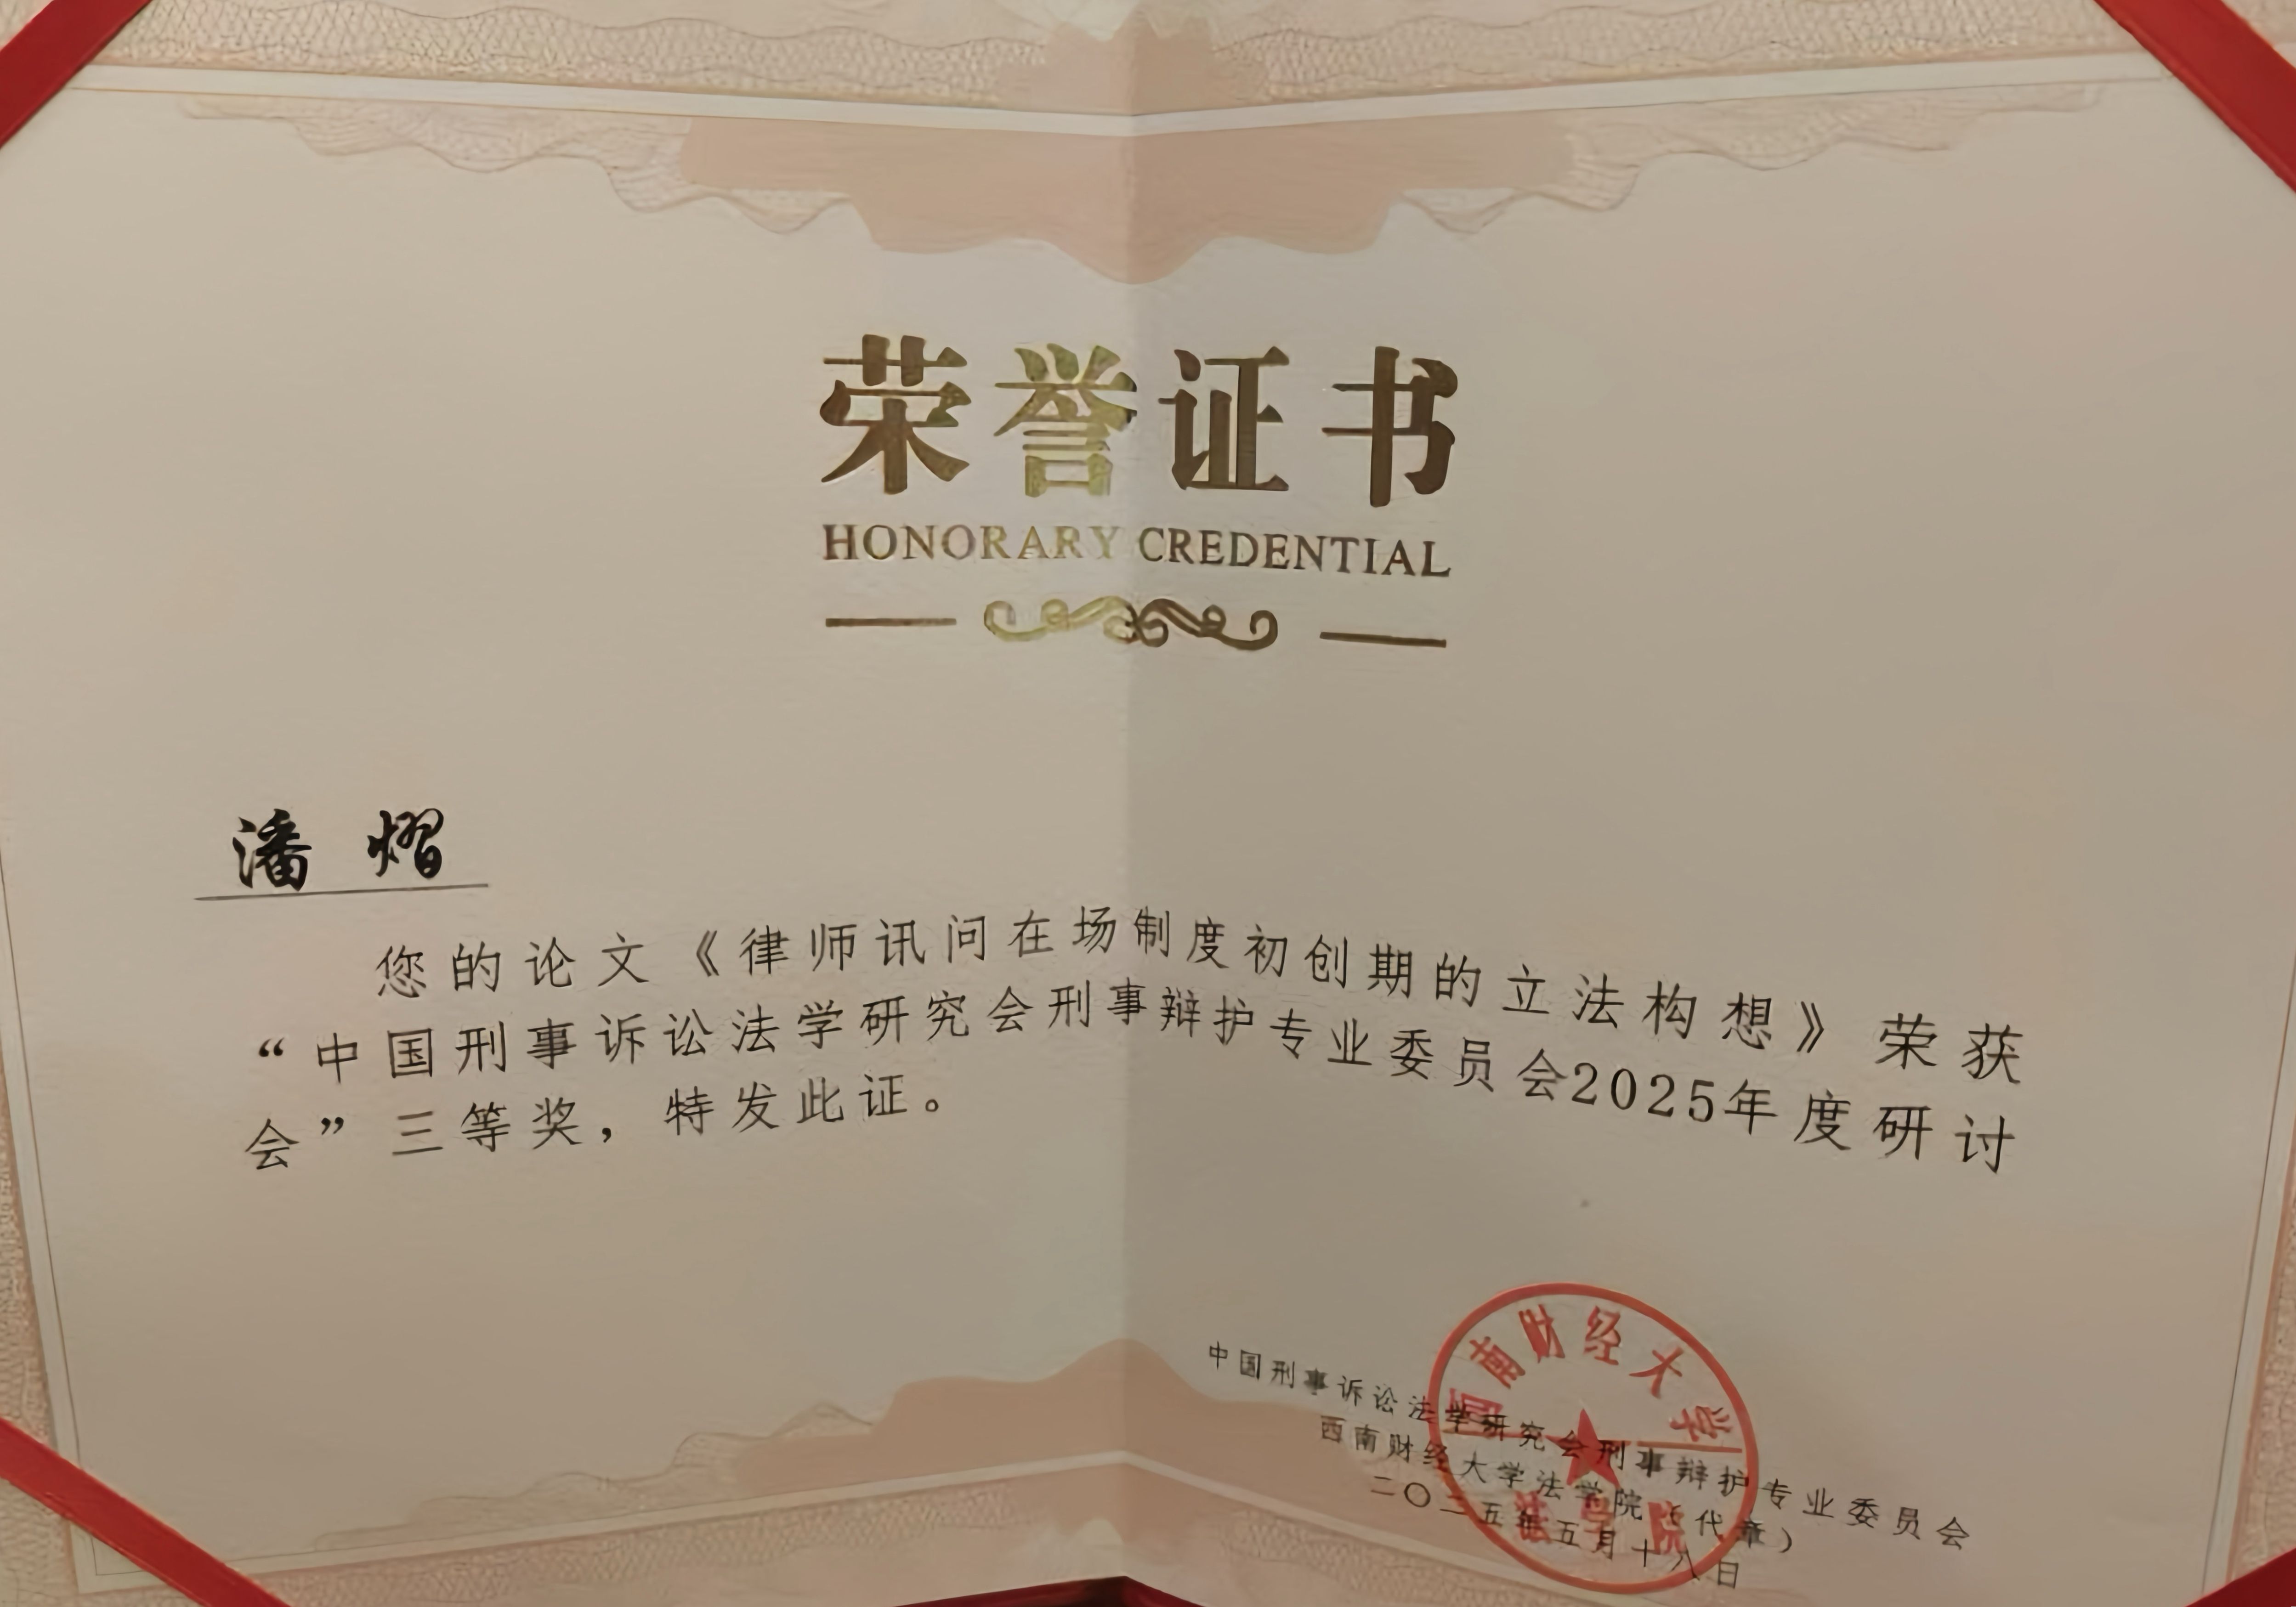 荣誉证书
HONORARY CREDENTIAL
潘熠
您的论文《律师讯问在场制度初创期的立法构想》荣获
“中国刑事诉讼法学研究会刑事辩护专业委员会2025年度研讨
会”三等奖，特发此证。
中国刑事诉讼法学研究会刑事辩护专业委员会
西南财经大学法学院（代章）
二〇二五年五月十八日
西南财经大学
法学院